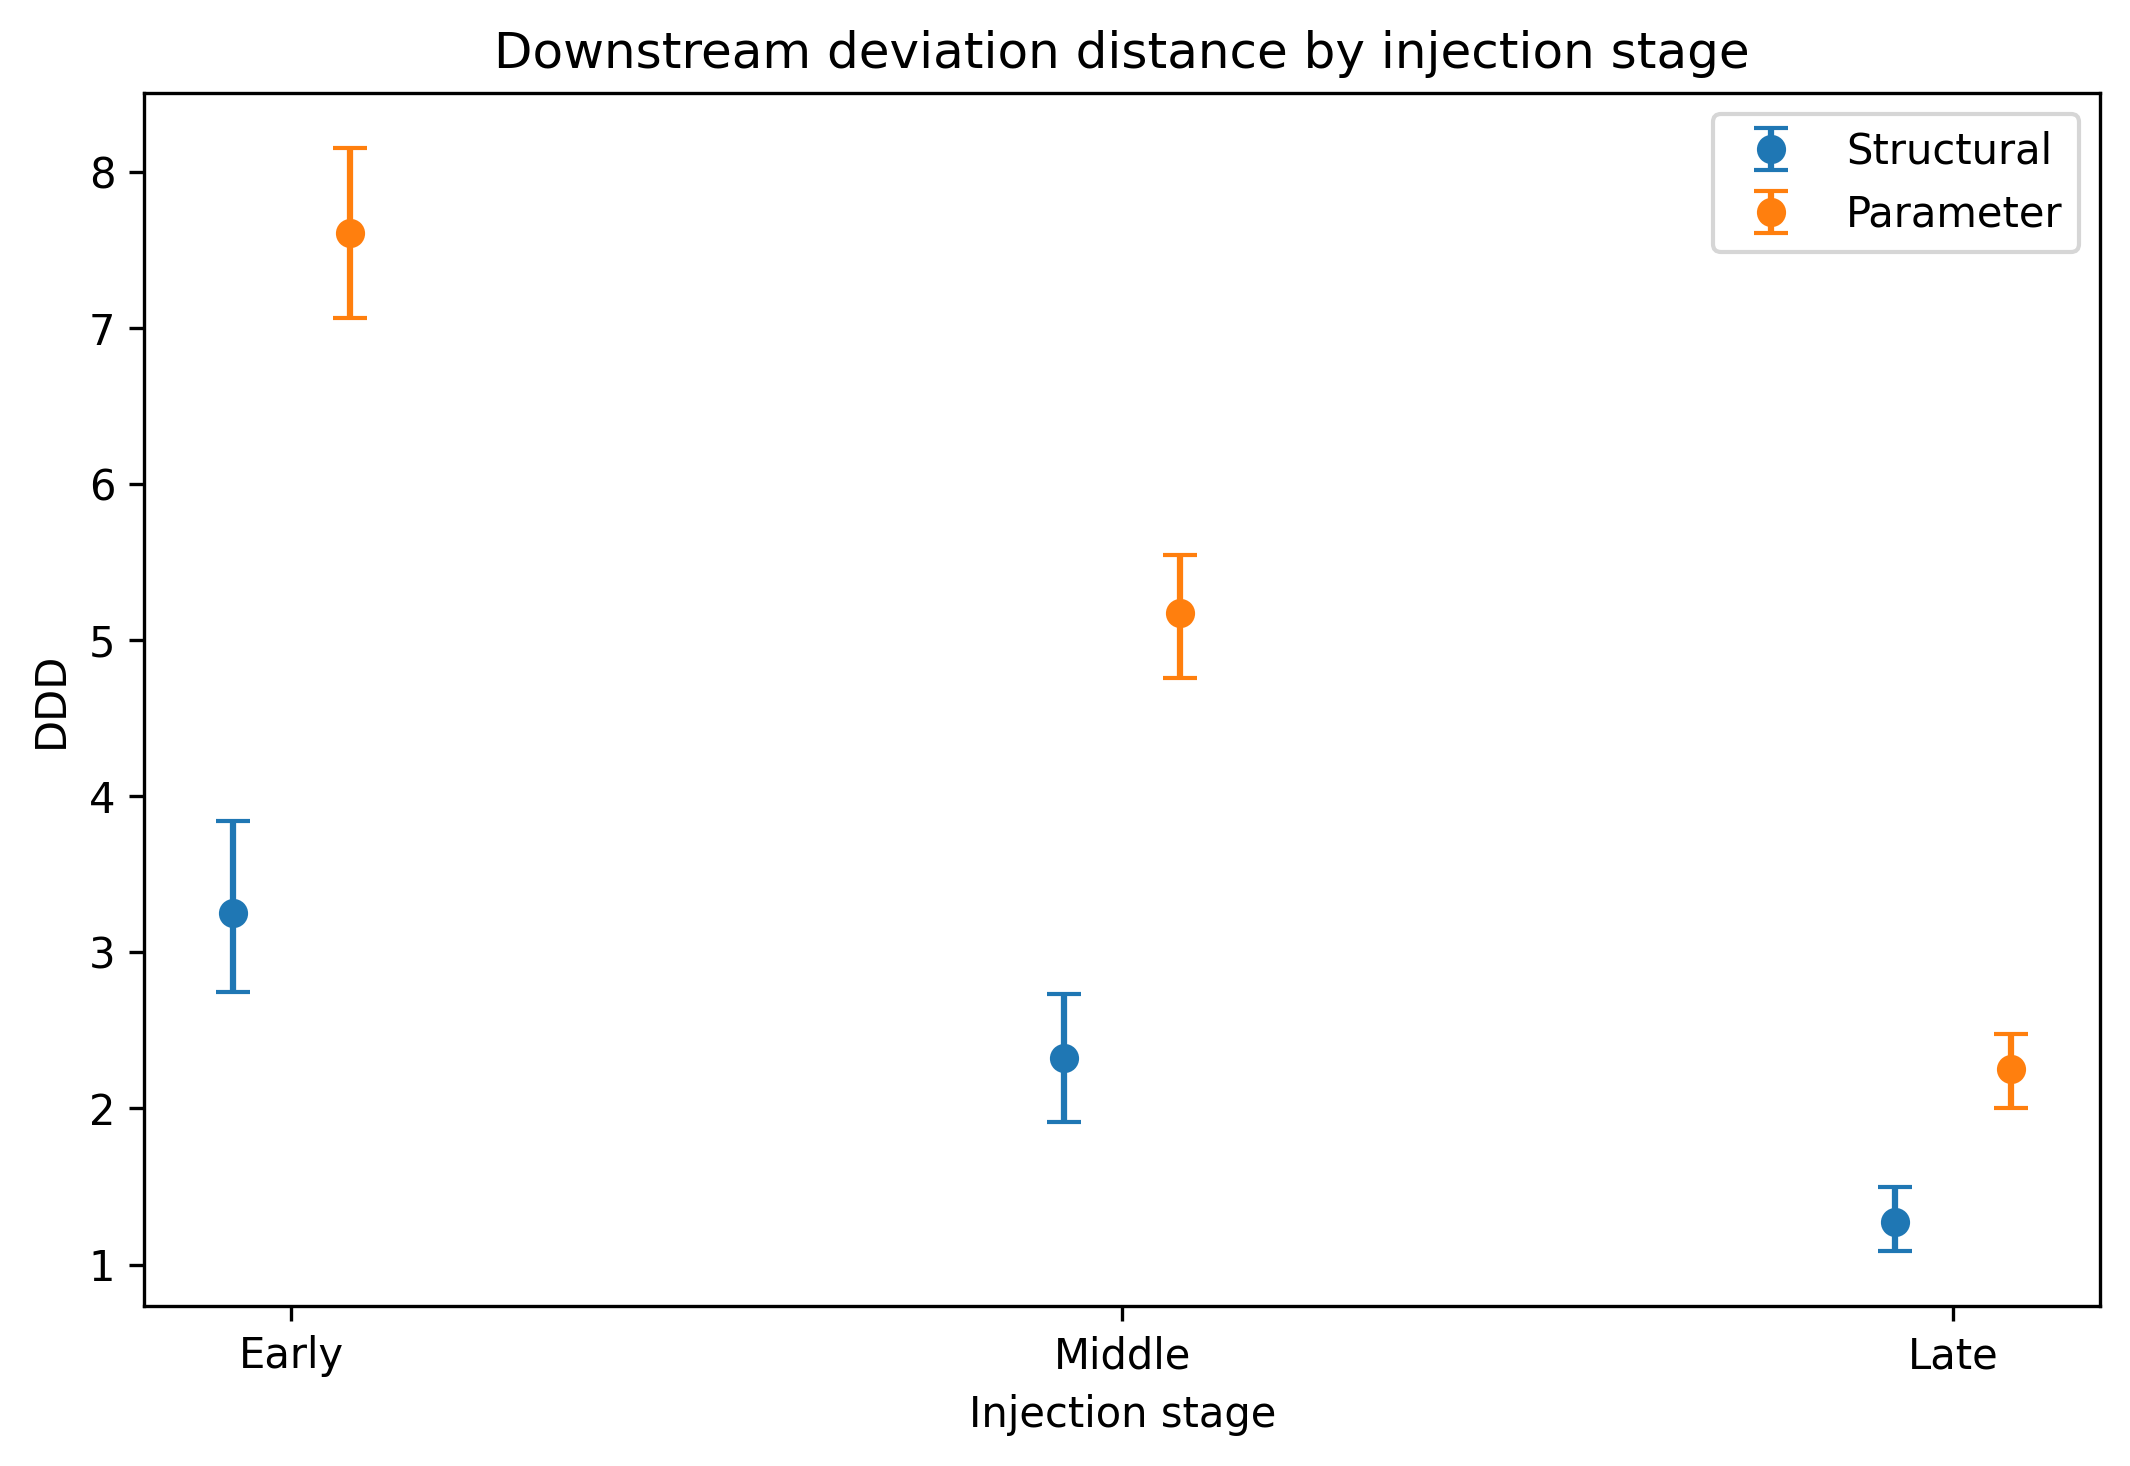 Downstream deviation distance by injection stage
Structural
Parameter
8
7
6
5
4
3
2
1
DDD
Early
Middle
Late
Injection stage